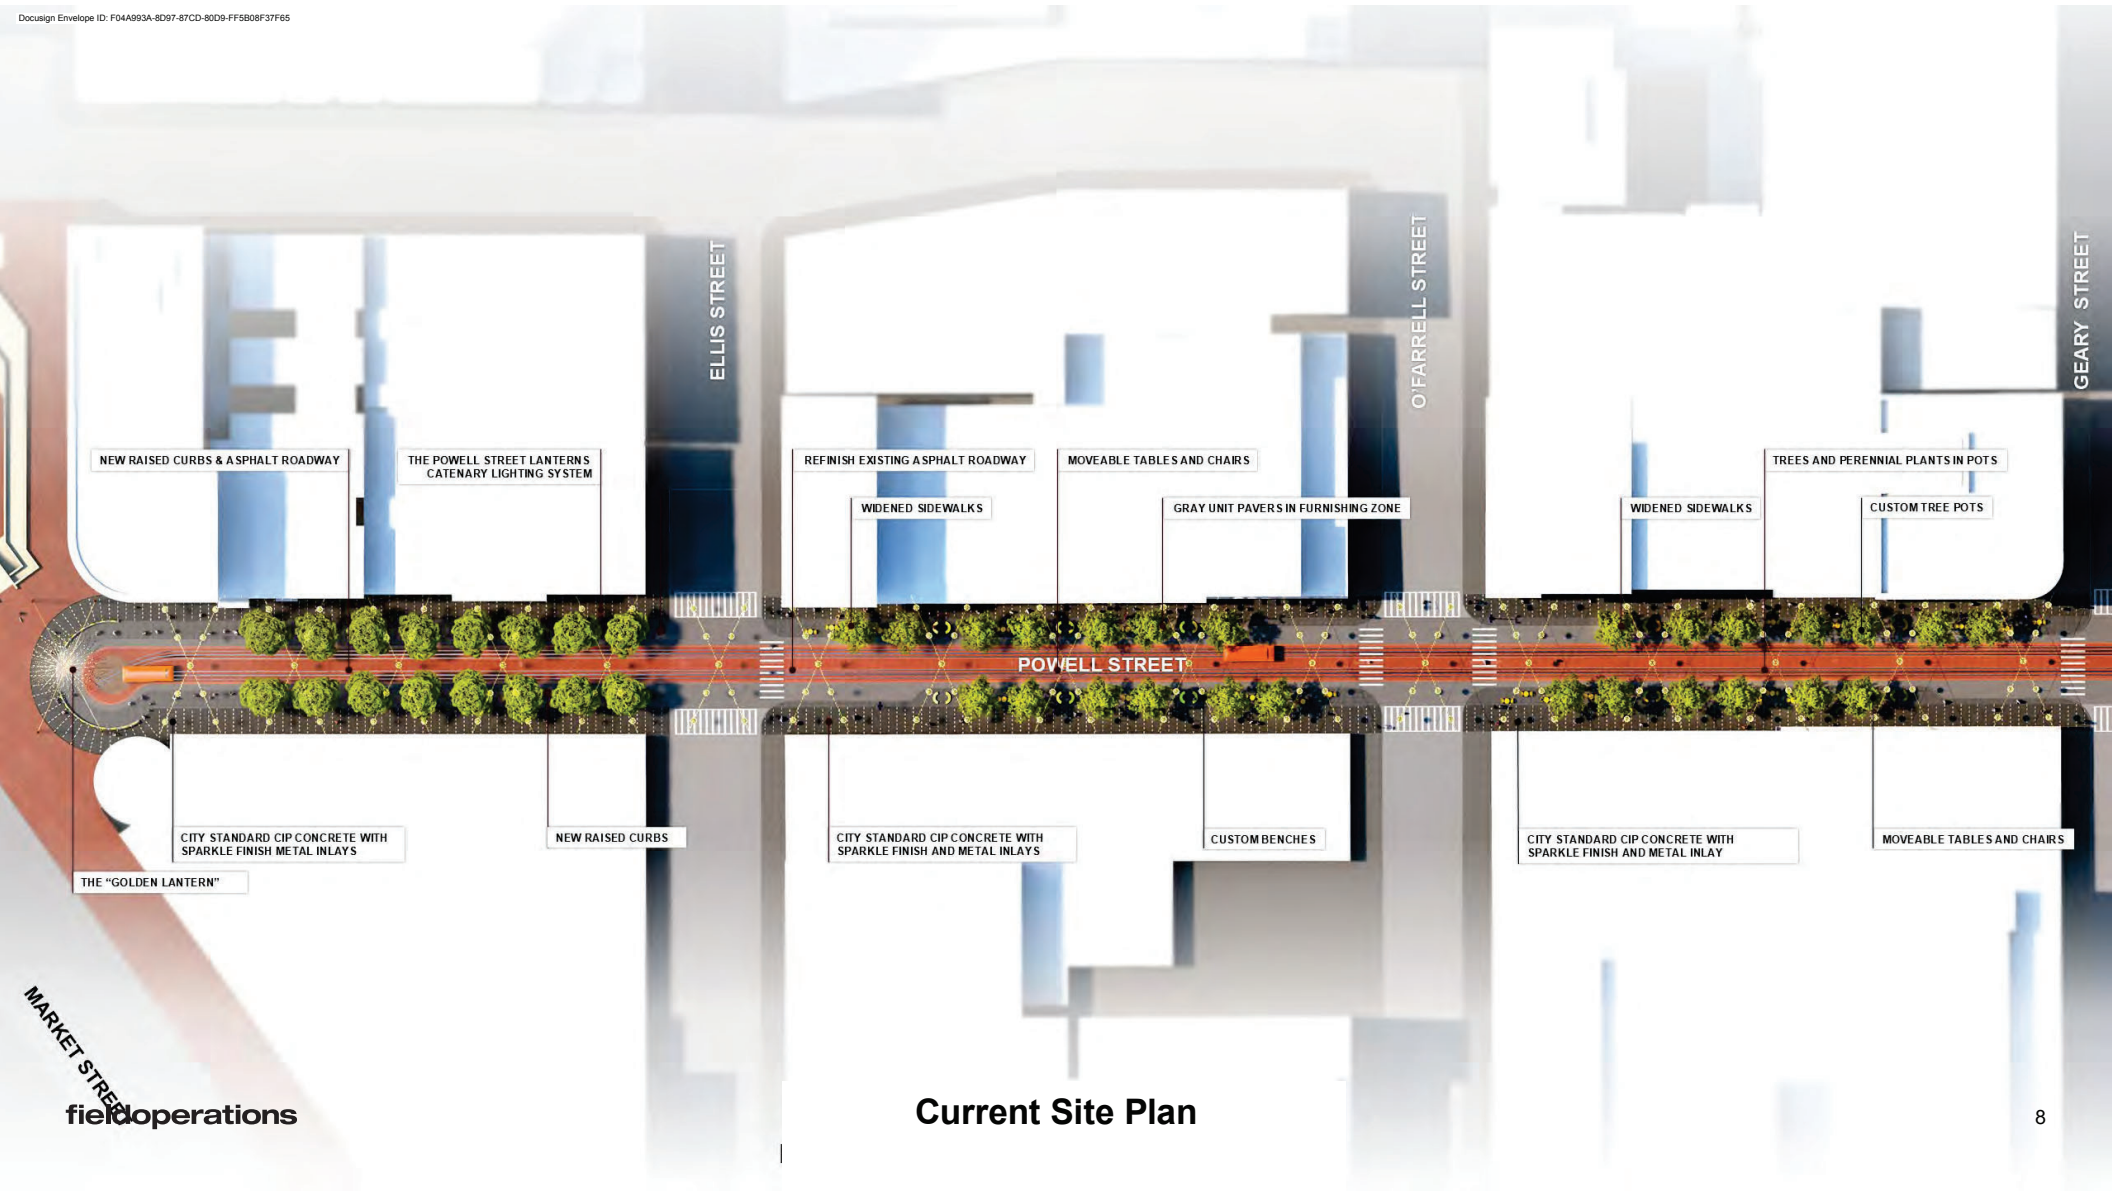 Docusign Envelope ID: F04A993A-8D97-87CD-80D9-FF5B08F37F65
ELLIS STREET
O'FARRELL STREET
GEARY STREET
NEW RAISED CURBS & ASPHALT ROADWAY
THE POWELL STREET LANTERNS
CATENARY LIGHTING SYSTEM
REFINISH EXISTING ASPHALT ROADWAY
MOVEABLE TABLES AND CHAIRS
TREES AND PERENNIAL PLANTS IN POTS
WIDENED SIDEWALKS
GRAY UNIT PAVERS IN FURNISHING ZONE
WIDENED SIDEWALKS
CUSTOM TREE POTS
POWELL STREET
CITY STANDARD CIP CONCRETE WITH
SPARKLE FINISH METAL INLAYS
NEW RAISED CURBS
CITY STANDARD CIP CONCRETE WITH
SPARKLE FINISH AND METAL INLAYS
CUSTOM BENCHES
CITY STANDARD CIP CONCRETE WITH
SPARKLE FINISH AND METAL INLAY
MOVEABLE TABLES AND CHAIRS
THE “GOLDEN LANTERN”
MARKET STREET
fieldoperations
Current Site Plan
8